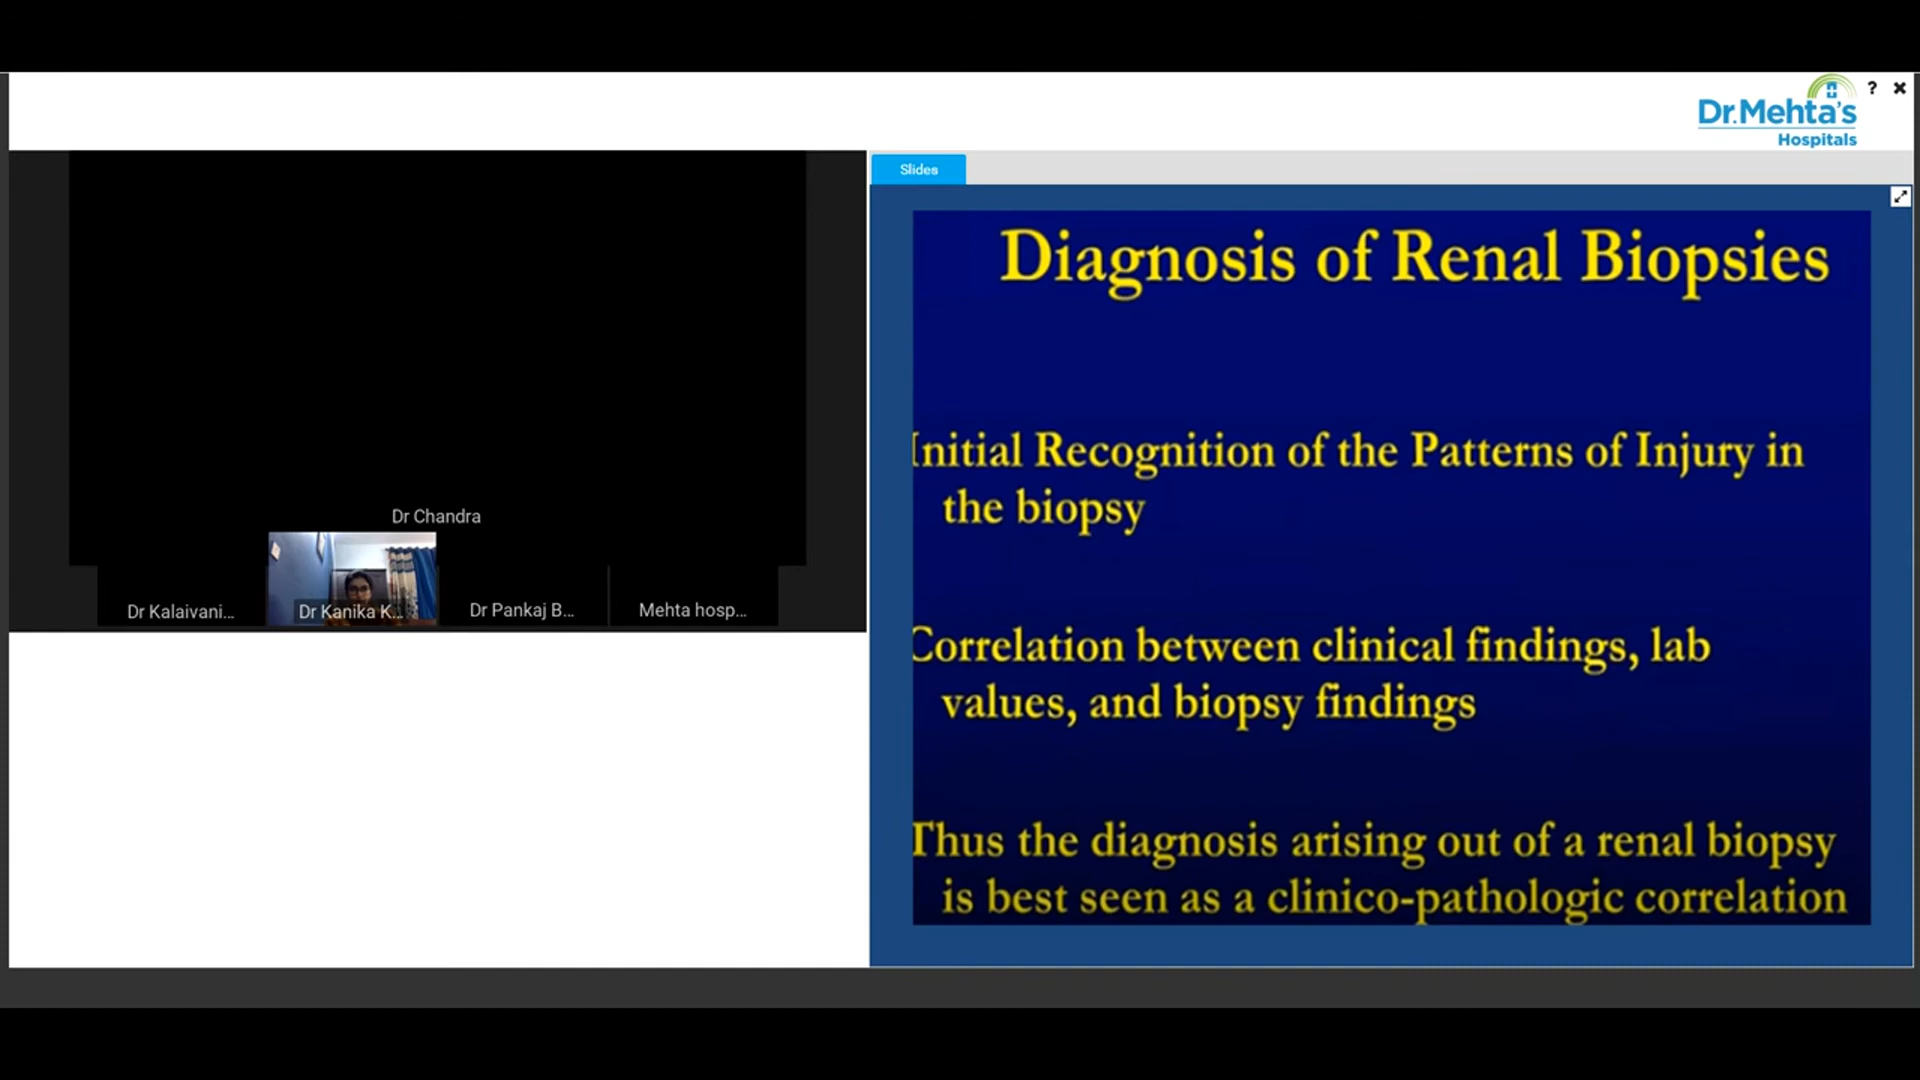 Dr.Mehta's
Hospitals
?
Slides
Diagnosis of Renal Biopsies
Initial Recognition of the Patterns of Injury in
the biopsy
Correlation between clinical findings, lab
values, and biopsy findings
Thus the diagnosis arising out of a renal biopsy
is best seen as a clinico-pathologic correlation
Dr Chandra
Dr Kalaivani...
Dr Kanika K...
Dr Pankaj B...
Mehta hosp...